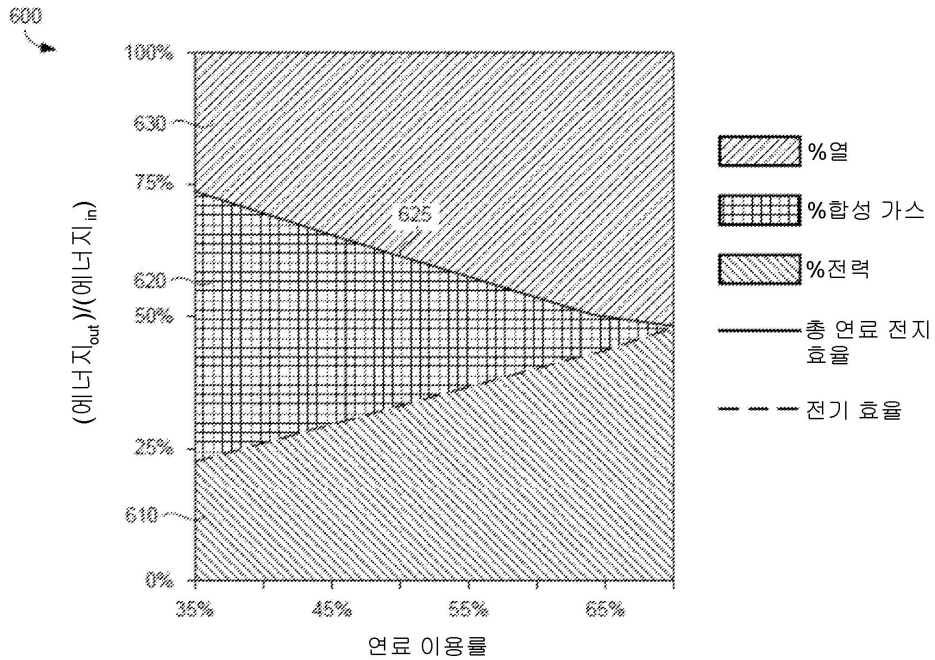 600
100%
630
75%
625
620
50%
25%
610
0%
35%
45%
55%
65%
(에너지out)/(에너지in)
연료 이용률
%열
%합성 가스
%전력
총 연료 전지
효율
전기 효율